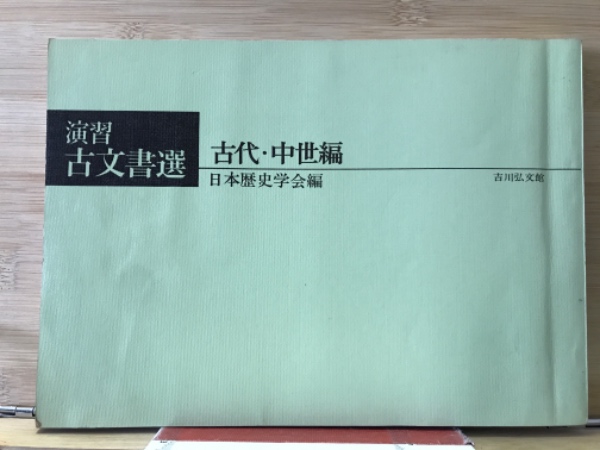 演習
古文書選
古代・中世編
日本歴史学会編
吉川弘文館